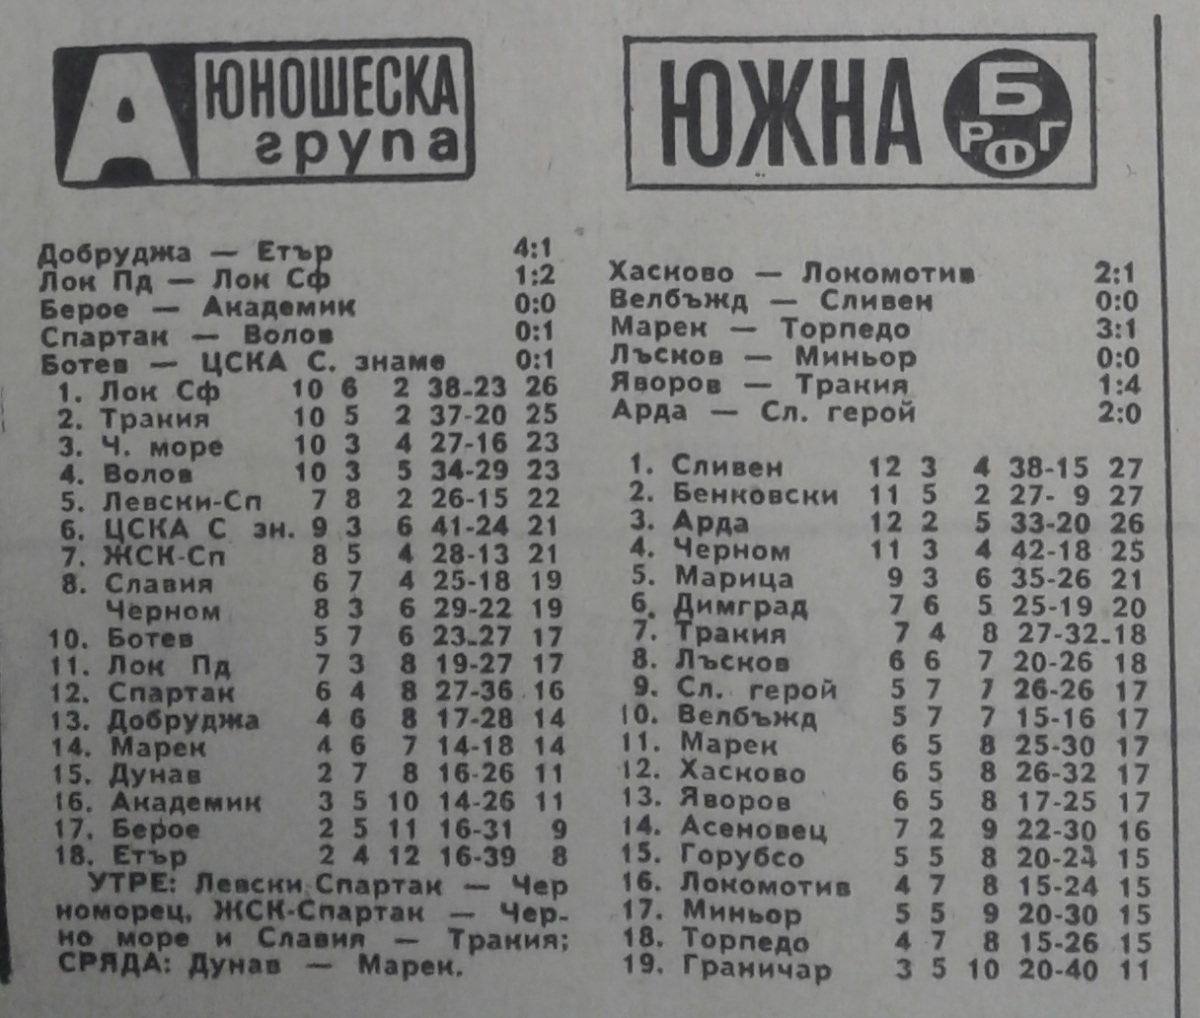 А ЮНОШЕСКА
група
Добруджа — Етър 4:1
Лок Пд — Лок Сф 1:2
Берое — Академик 0:0
Спартак — Волов 0:1
Ботев — ЦСКА С. знаме 0:1
1. Лок Сф 10 6 2 38-23 26
2. Тракия 10 5 2 37-20 25
3. Ч. море 10 3 4 27-16 23
4. Волов 10 3 5 34-29 23
5. Левски-Сп 7 8 2 26-15 22
6. ЦСКА С зн. 9 3 6 41-24 21
7. ЖСК-Сп 8 5 4 28-13 21
8. Славия 6 7 4 25-18 19
Черном 8 3 6 29-22 19
10. Ботев 5 7 6 23-27 17
11. Лок Пд 7 3 8 19-27 17
12. Спартак 6 4 8 27-36 16
13. Добруджа 4 6 8 17-28 14
14. Марек 4 6 7 14-18 14
15. Дунав 2 7 8 16-26 11
16. Академик 3 5 10 14-26 11
17. Берое 2 5 11 16-31 9
18. Етър 2 4 12 16-39 8
УТРЕ: Левски-Спартак — Чер
номорец, ЖСК-Спартак — Чер-
но море и Славия — Тракия;
СРЯДА: Дунав — Марек.
ЮЖНА Б
РФГ
Хасково — Локомотив 2:1
Велбъжд — Сливен 0:0
Марек — Торпедо 3:1
Лъсков — Миньор 0:0
Яворов — Тракия 1:4
Арда — Сл. герой 2:0
1. Сливен 12 3 4 38-15 27
2. Бенковски 11 5 2 27- 9 27
3. Арда 12 2 5 33-20 26
4. Черном 11 3 4 42-18 25
5. Марица 9 3 6 35-26 21
6. Димград 7 6 5 25-19 20
7. Тракия 7 4 8 27-32-18
8. Лъсков 6 6 7 20-26 18
9. Сл. герой 5 7 7 26-26 17
10. Велбъжд 5 7 7 15-16 17
11. Марек 6 5 8 25-30 17
12. Хасково 6 5 8 26-32 17
13. Яворов 6 5 8 17-25 17
14. Асеновец 7 2 9 22-30 16
15. Горубсо 5 5 8 20-24 15
16. Локомотив 4 7 8 15-24 15
17. Миньор 5 5 9 20-30 15
18. Торпедо 4 7 8 15-26 15
19. Граничар 3 5 10 20-40 11